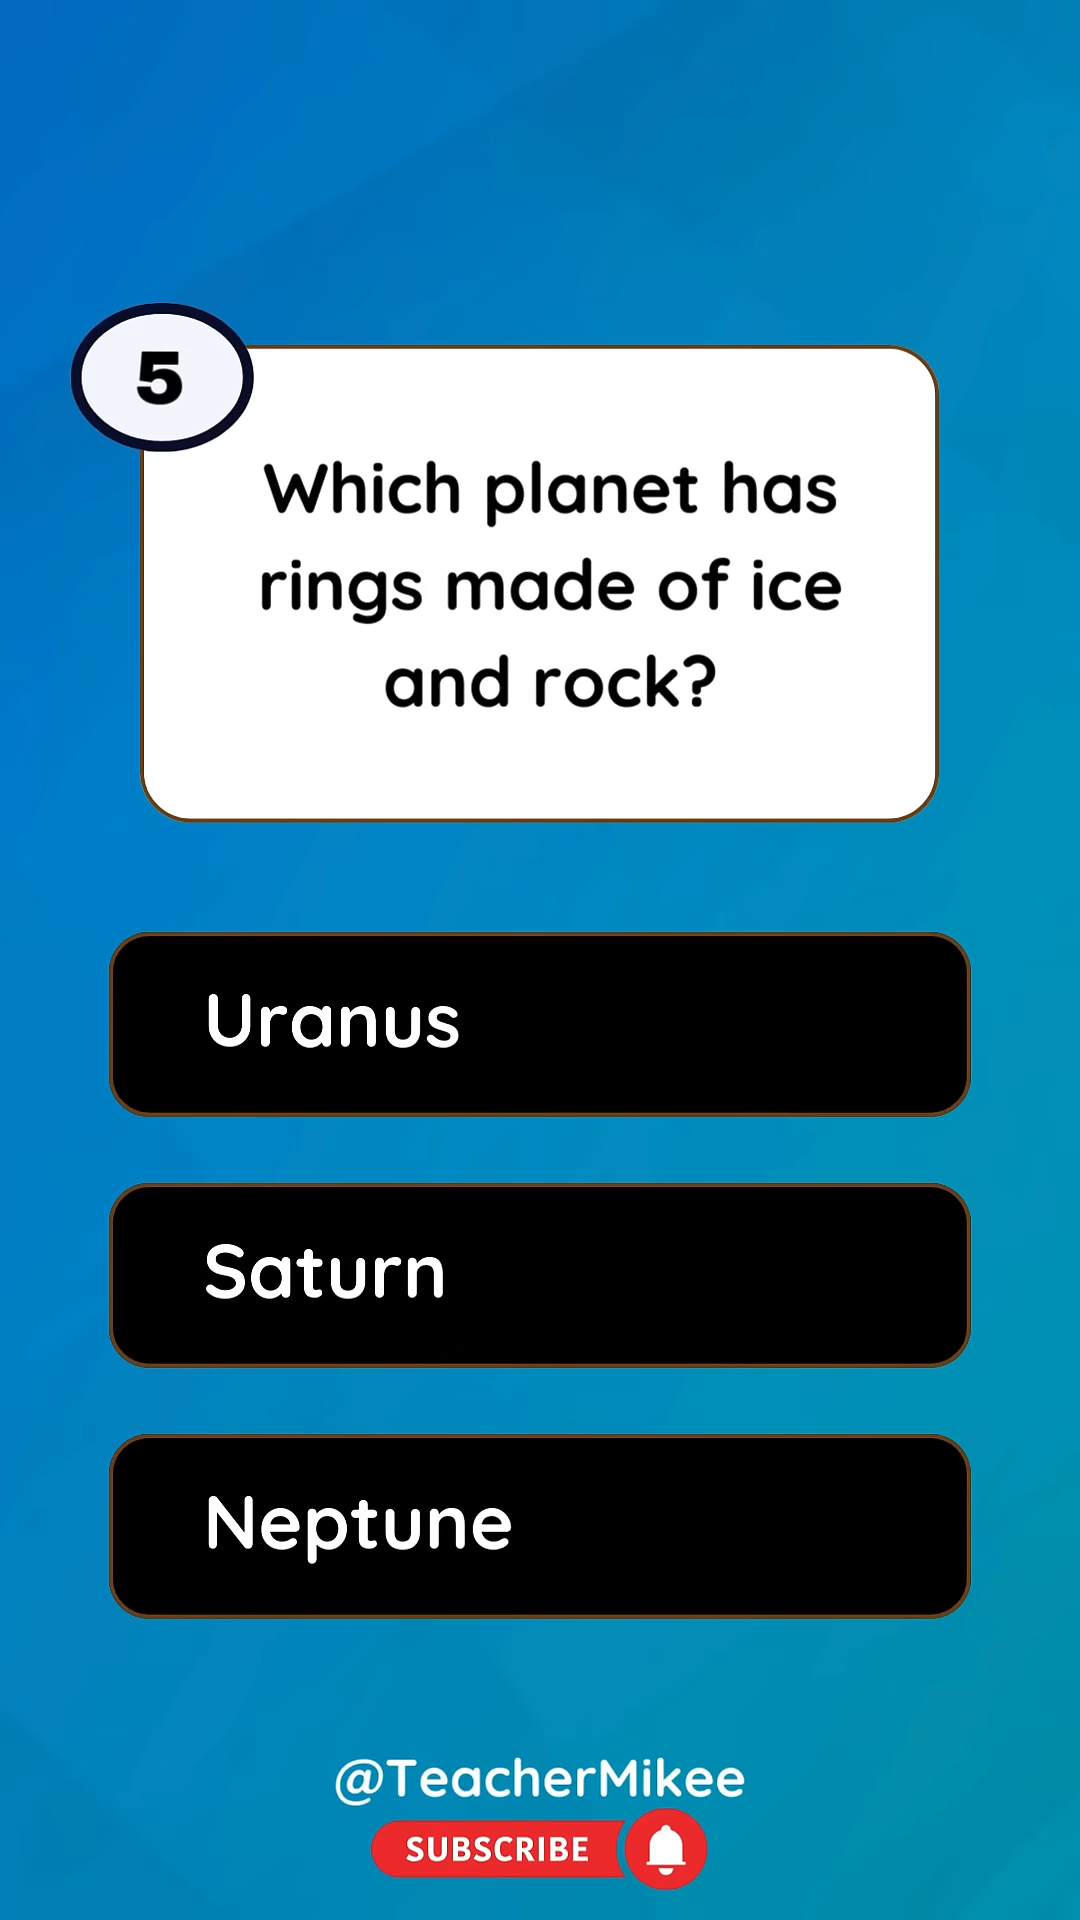 5
Which planet has
rings made of ice
and rock?
Uranus
Saturn
Neptune
@TeacherMikee
SUBSCRIBE